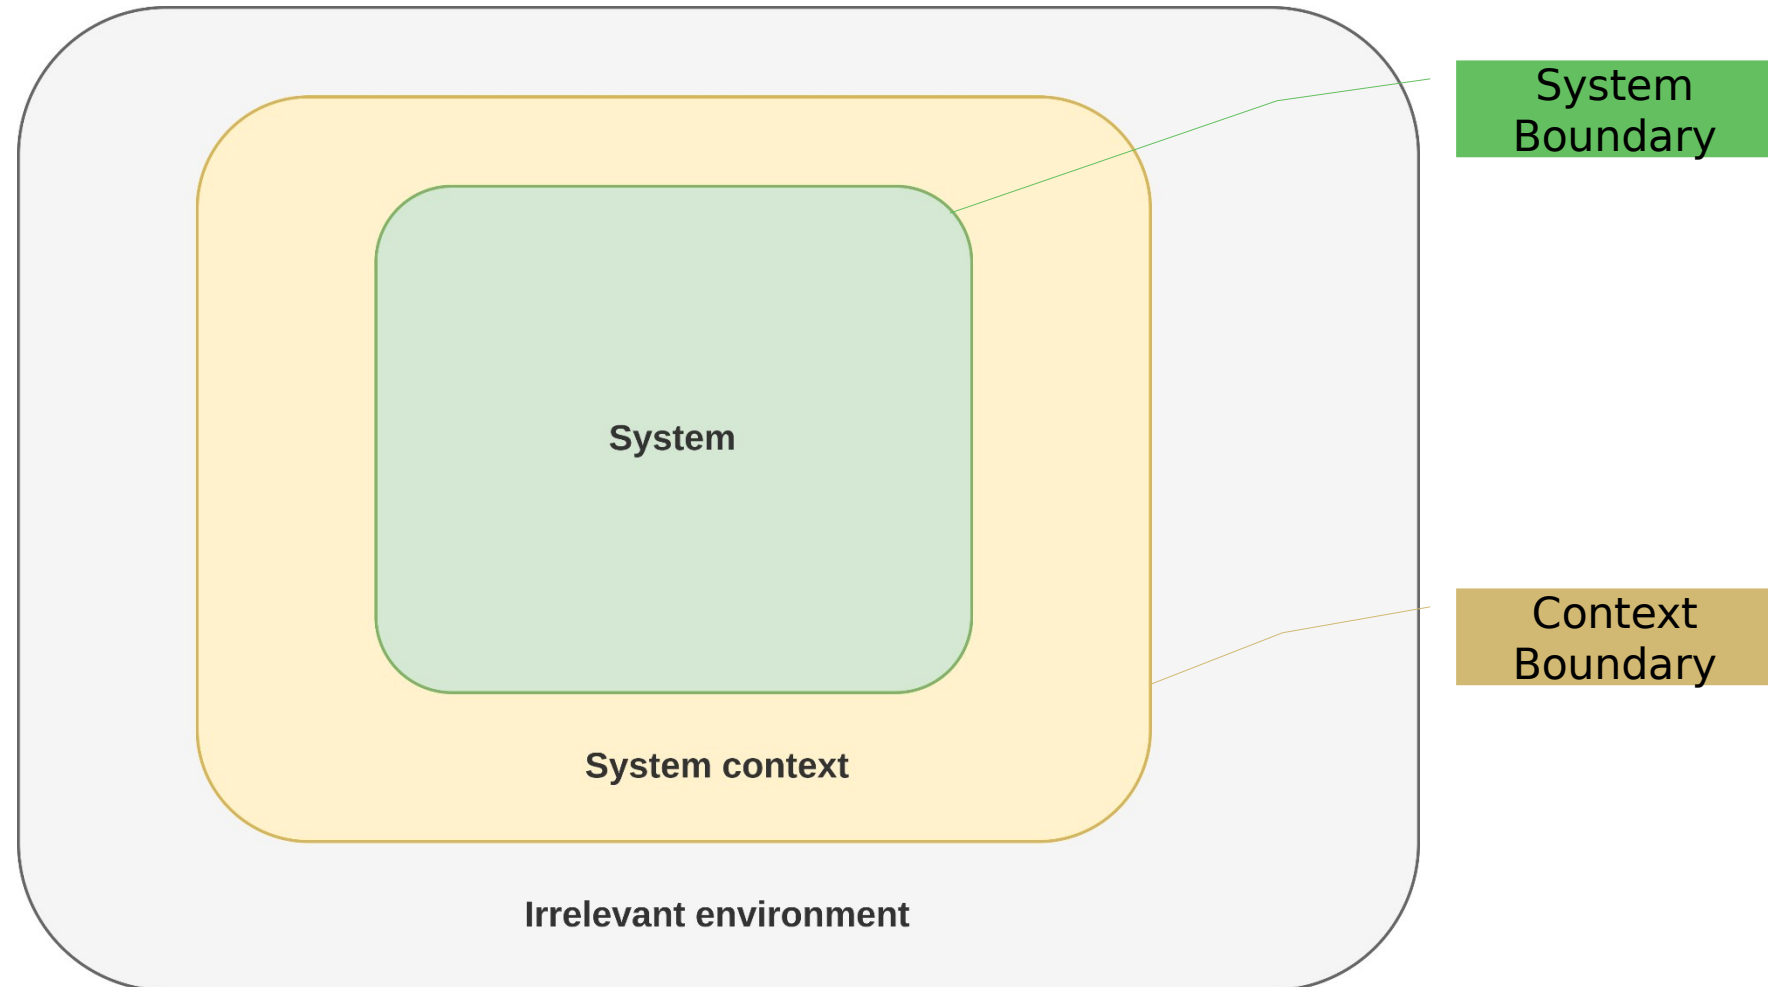 System
Boundary
System
Context
Boundary
System context
Irrelevant environment